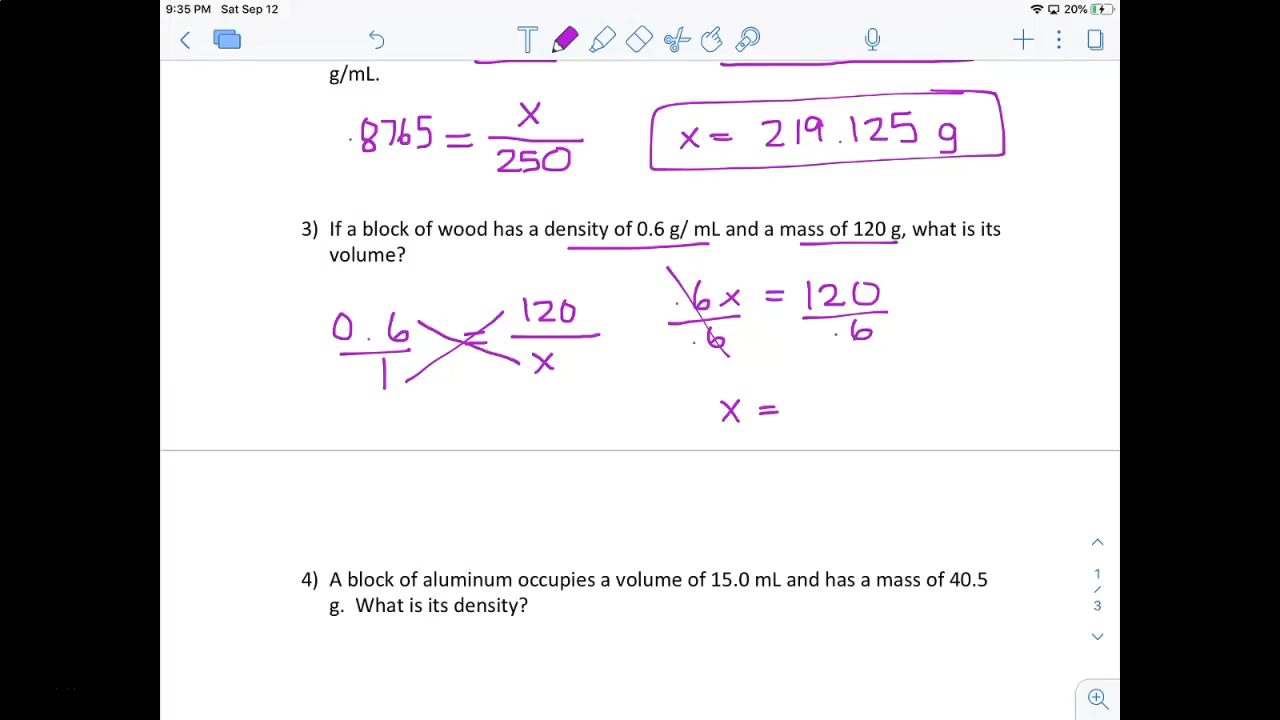 9:35 PM Sat Sep 12 20%
g/mL.
.8765 = x/250
x = 219.125 g
3) If a block of wood has a density of 0.6 g/ mL and a mass of 120 g, what is its
volume?
0.6/1 = 120/x
.6x/.6 = 120/.6
x =
4) A block of aluminum occupies a volume of 15.0 mL and has a mass of 40.5
g. What is its density?
1/3